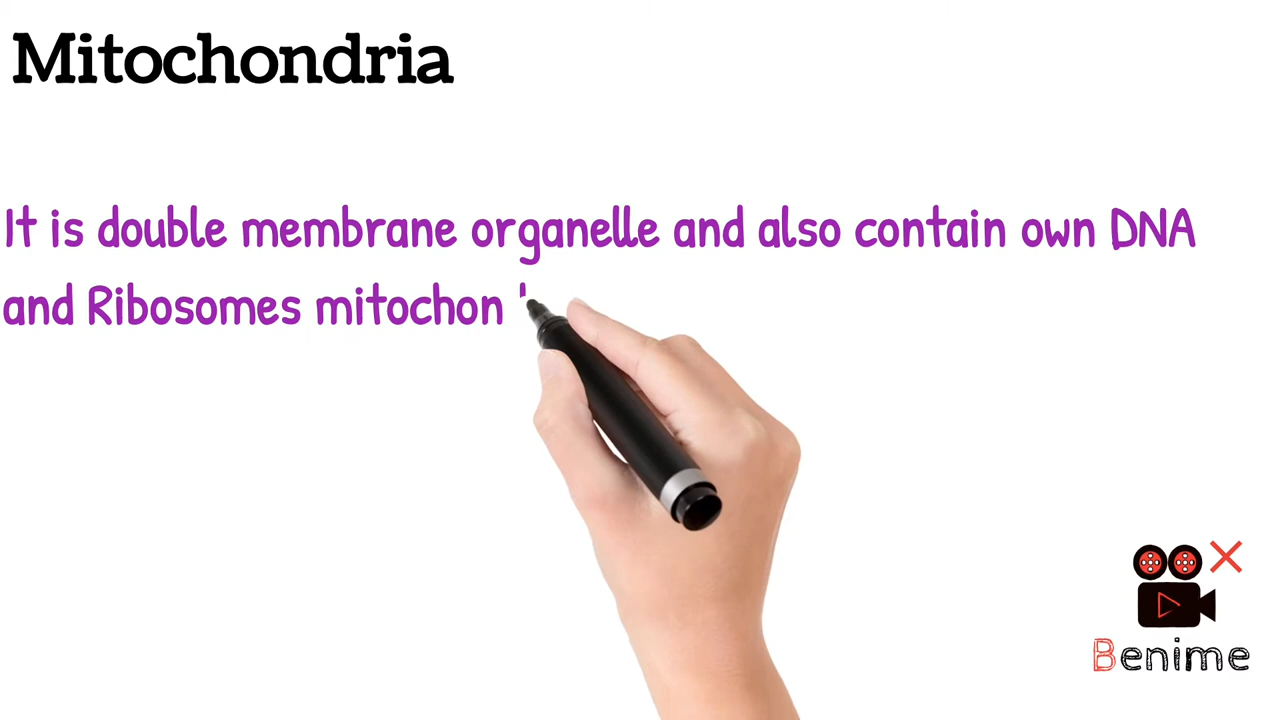 Mitochondria
It is double membrane organelle and also contain own DNA
and Ribosomes mitochon
Benime